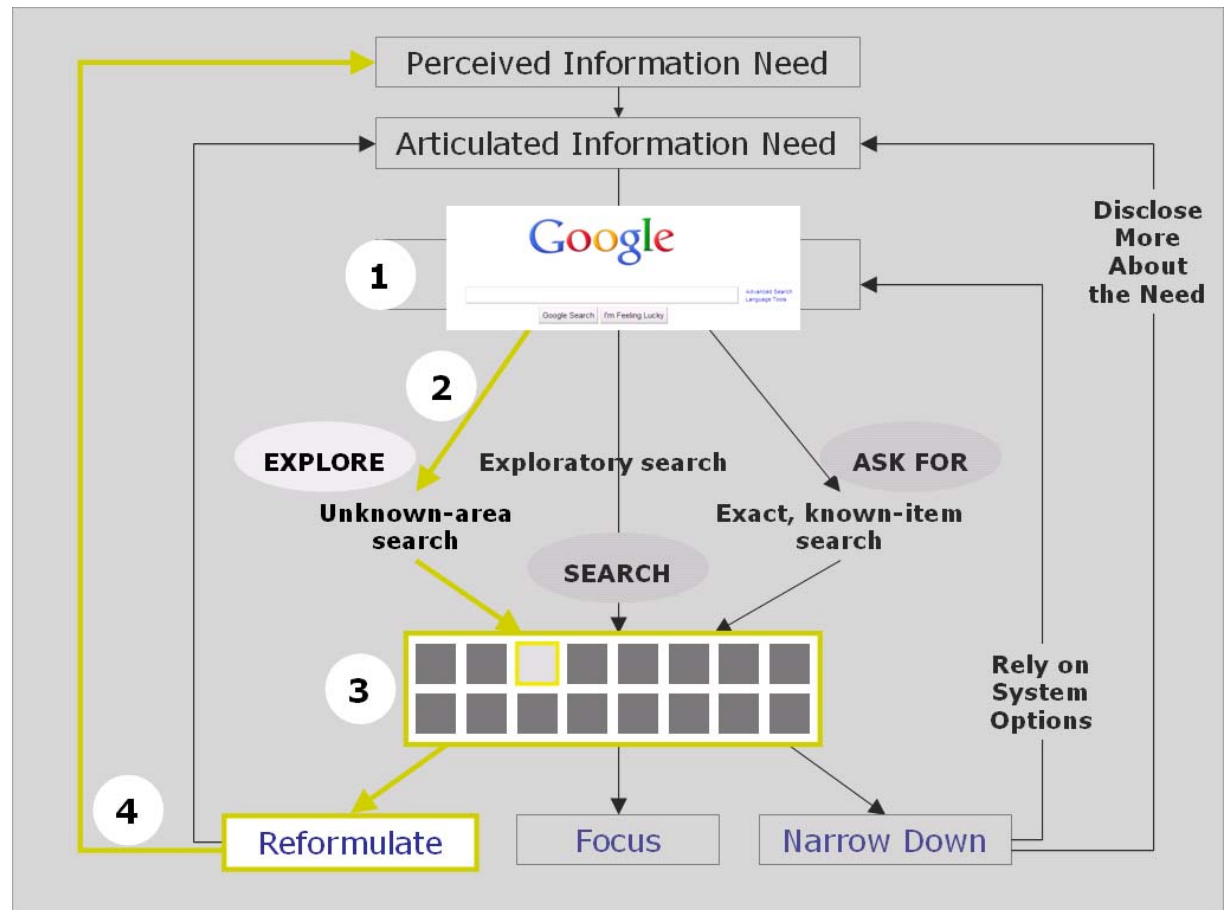 Perceived Information Need
Articulated Information Need
Disclose
More
About
the Need
1
Google
Advanced Search
Language Tools
Google Search
I'm Feeling Lucky
2
EXPLORE
Exploratory search
ASK FOR
Unknown-area
search
Exact, known-item
search
SEARCH
3
Rely on
System
Options
4
Reformulate
Focus
Narrow Down